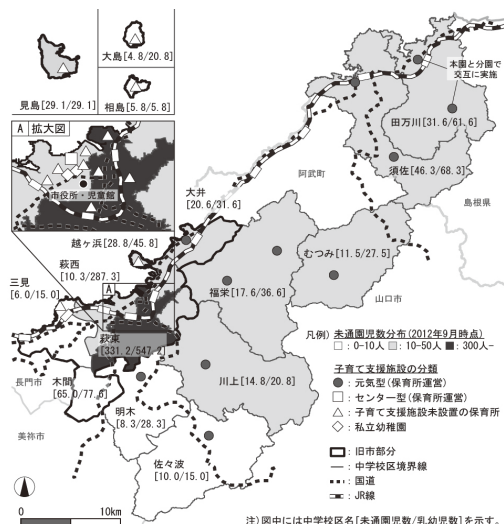 大島[4.8/20.8]
見島[29.1/29.1]
相島[5.8/5.8]
A 拡大図
市役所・児童館
本園と分園で
交互に実施
田万川[31.6/61.6]
須佐[46.3/68.3]
阿武町
島根県
大井
[20.6/31.6]
越ヶ浜[28.8/45.8]
萩西
[10.3/287.3]
むつみ[11.5/27.5]
三見
[6.0/15.0]
A
福栄[17.6/36.6]
山口市
萩東
[331.2/547.2]
川上[14.8/20.8]
長門市
木間
[65.0/77.6]
明木
[8.3/28.3]
美祢市
佐々波
[10.0/15.0]
凡例) 未通園児数分布(2012年9月時点)
:0-10人 :10-50人 :300人-
子育て支援施設の分類
:元気型(保育所運営)
:センター型(保育所運営)
:子育て支援施設未設置の保育所
:私立幼稚園
:旧市部分
:中学校区境界線
:国道
:JR線
0 10km
注)図中には中学校区名[未通園児数/乳幼児数]を示す。